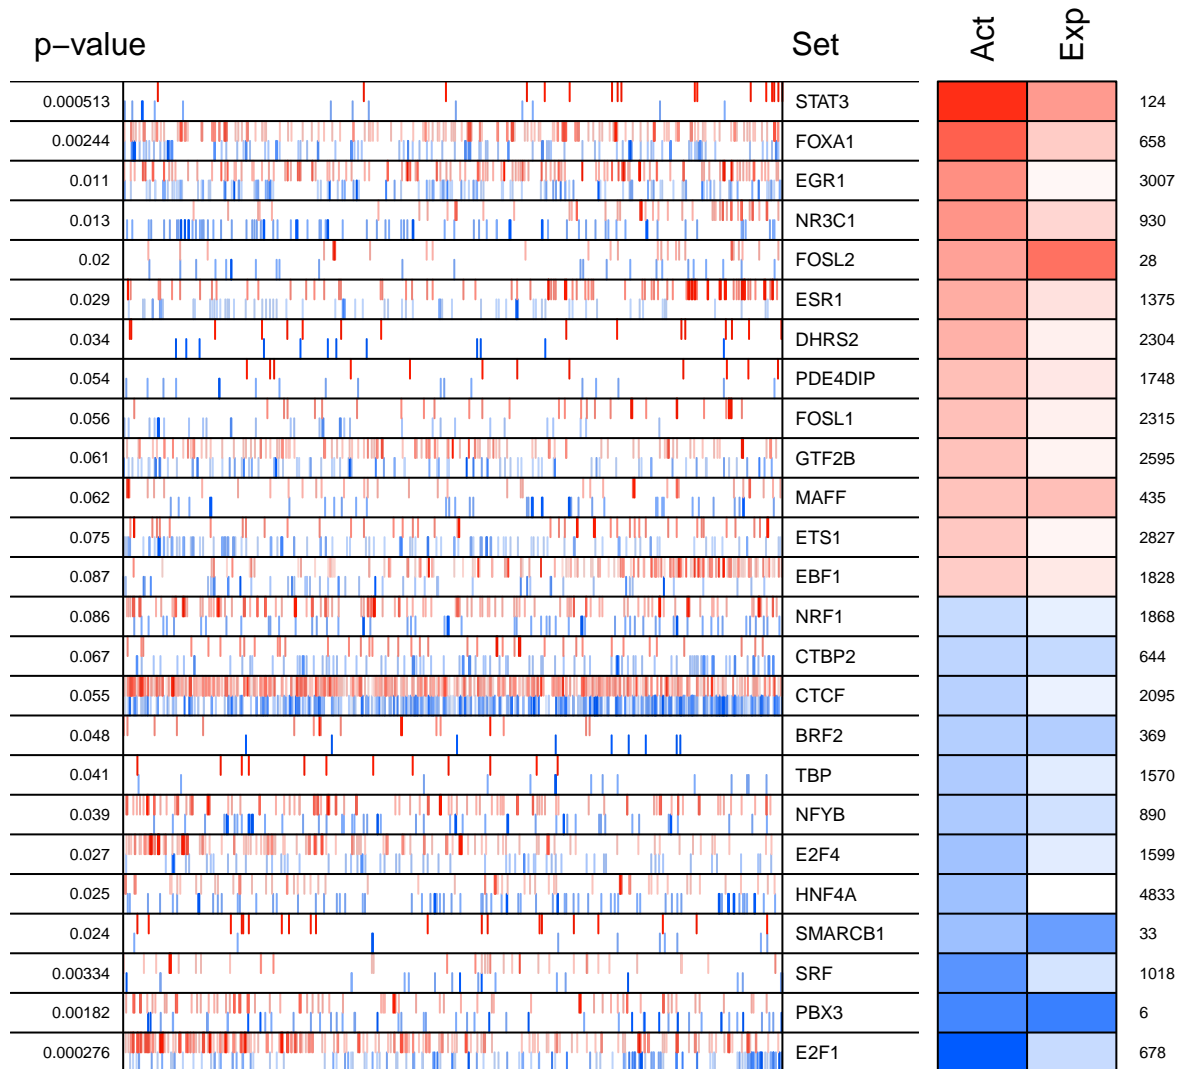 p−value Set Act Exp
0.000513 STAT3 124
0.00244 FOXA1 658
0.011 EGR1 3007
0.013 NR3C1 930
0.02 FOSL2 28
0.029 ESR1 1375
0.034 DHRS2 2304
0.054 PDE4DIP 1748
0.056 FOSL1 2315
0.061 GTF2B 2595
0.062 MAFF 435
0.075 ETS1 2827
0.087 EBF1 1828
0.086 NRF1 1868
0.067 CTBP2 644
0.055 CTCF 2095
0.048 BRF2 369
0.041 TBP 1570
0.039 NFYB 890
0.027 E2F4 1599
0.025 HNF4A 4833
0.024 SMARCB1 33
0.00334 SRF 1018
0.00182 PBX3 6
0.000276 E2F1 678